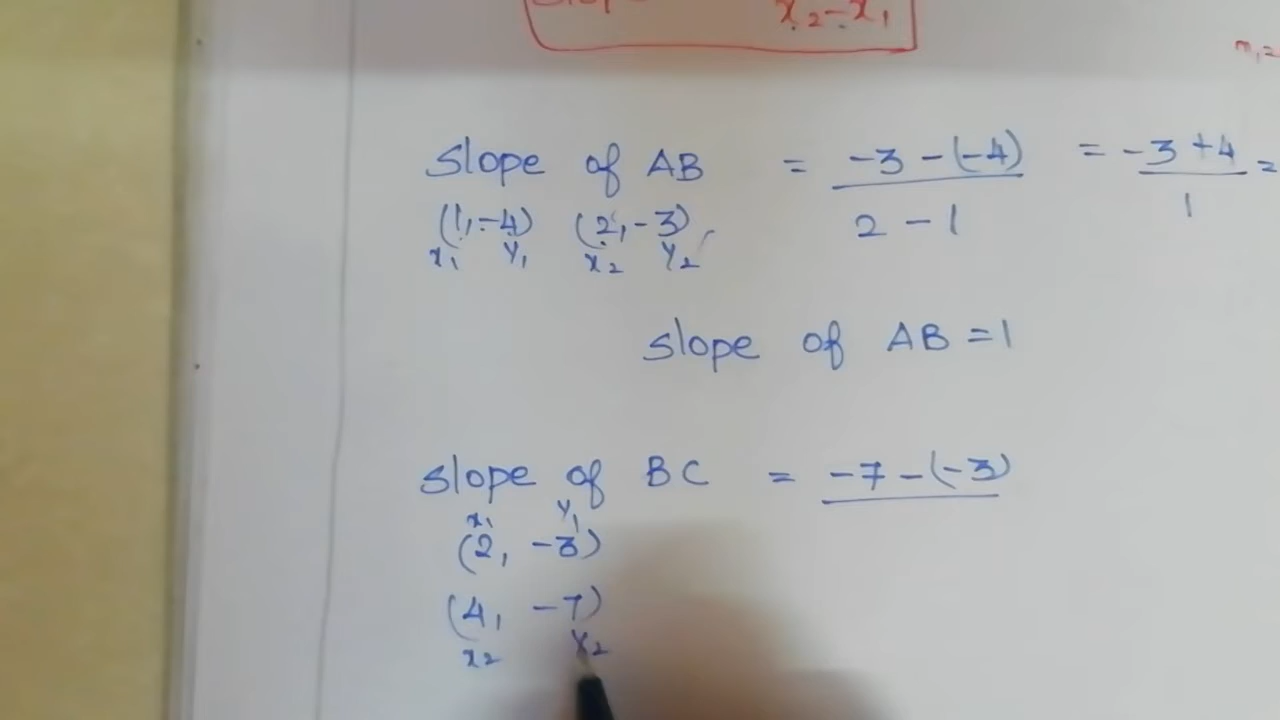 Slope x₂-x₁
Slope of AB = -3-(-4) = -3+4 =
2-1 1
(1,-4) (2,-3),
x₁ y₁ x₂ y₂
slope of AB = 1
slope of BC = -7-(-3)
x₁ y₁
(2, -3)
(4, -7)
x₂ y₂